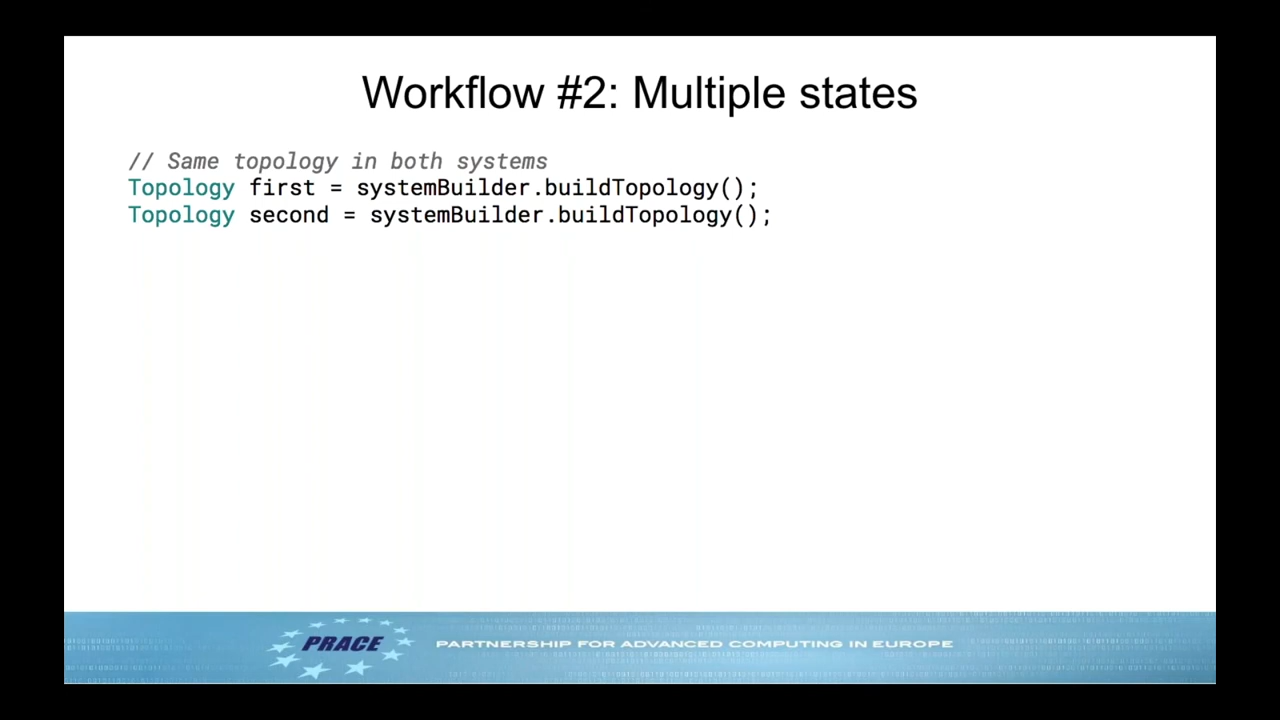 Workflow #2: Multiple states
// Same topology in both systems
Topology first = systemBuilder.buildTopology();
Topology second = systemBuilder.buildTopology();
PRACE
PARTNERSHIP FOR ADVANCED COMPUTING IN EUROPE